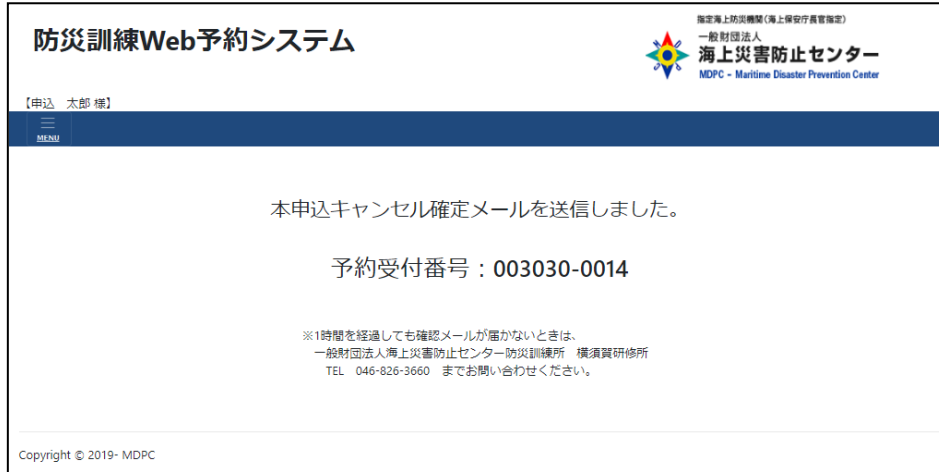 防災訓練Web予約システム
指定海上防災機関(海上保安庁長官指定)
一般財団法人
海上災害防止センター
MDPC - Maritime Disaster Prevention Center
【申込　太郎 様】
MENU
本申込キャンセル確定メールを送信しました。
予約受付番号：003030-0014
※1時間を経過しても確認メールが届かないときは、
一般財団法人海上災害防止センター防災訓練所　横須賀研修所
TEL　046-826-3660　までお問い合わせください。
Copyright © 2019- MDPC